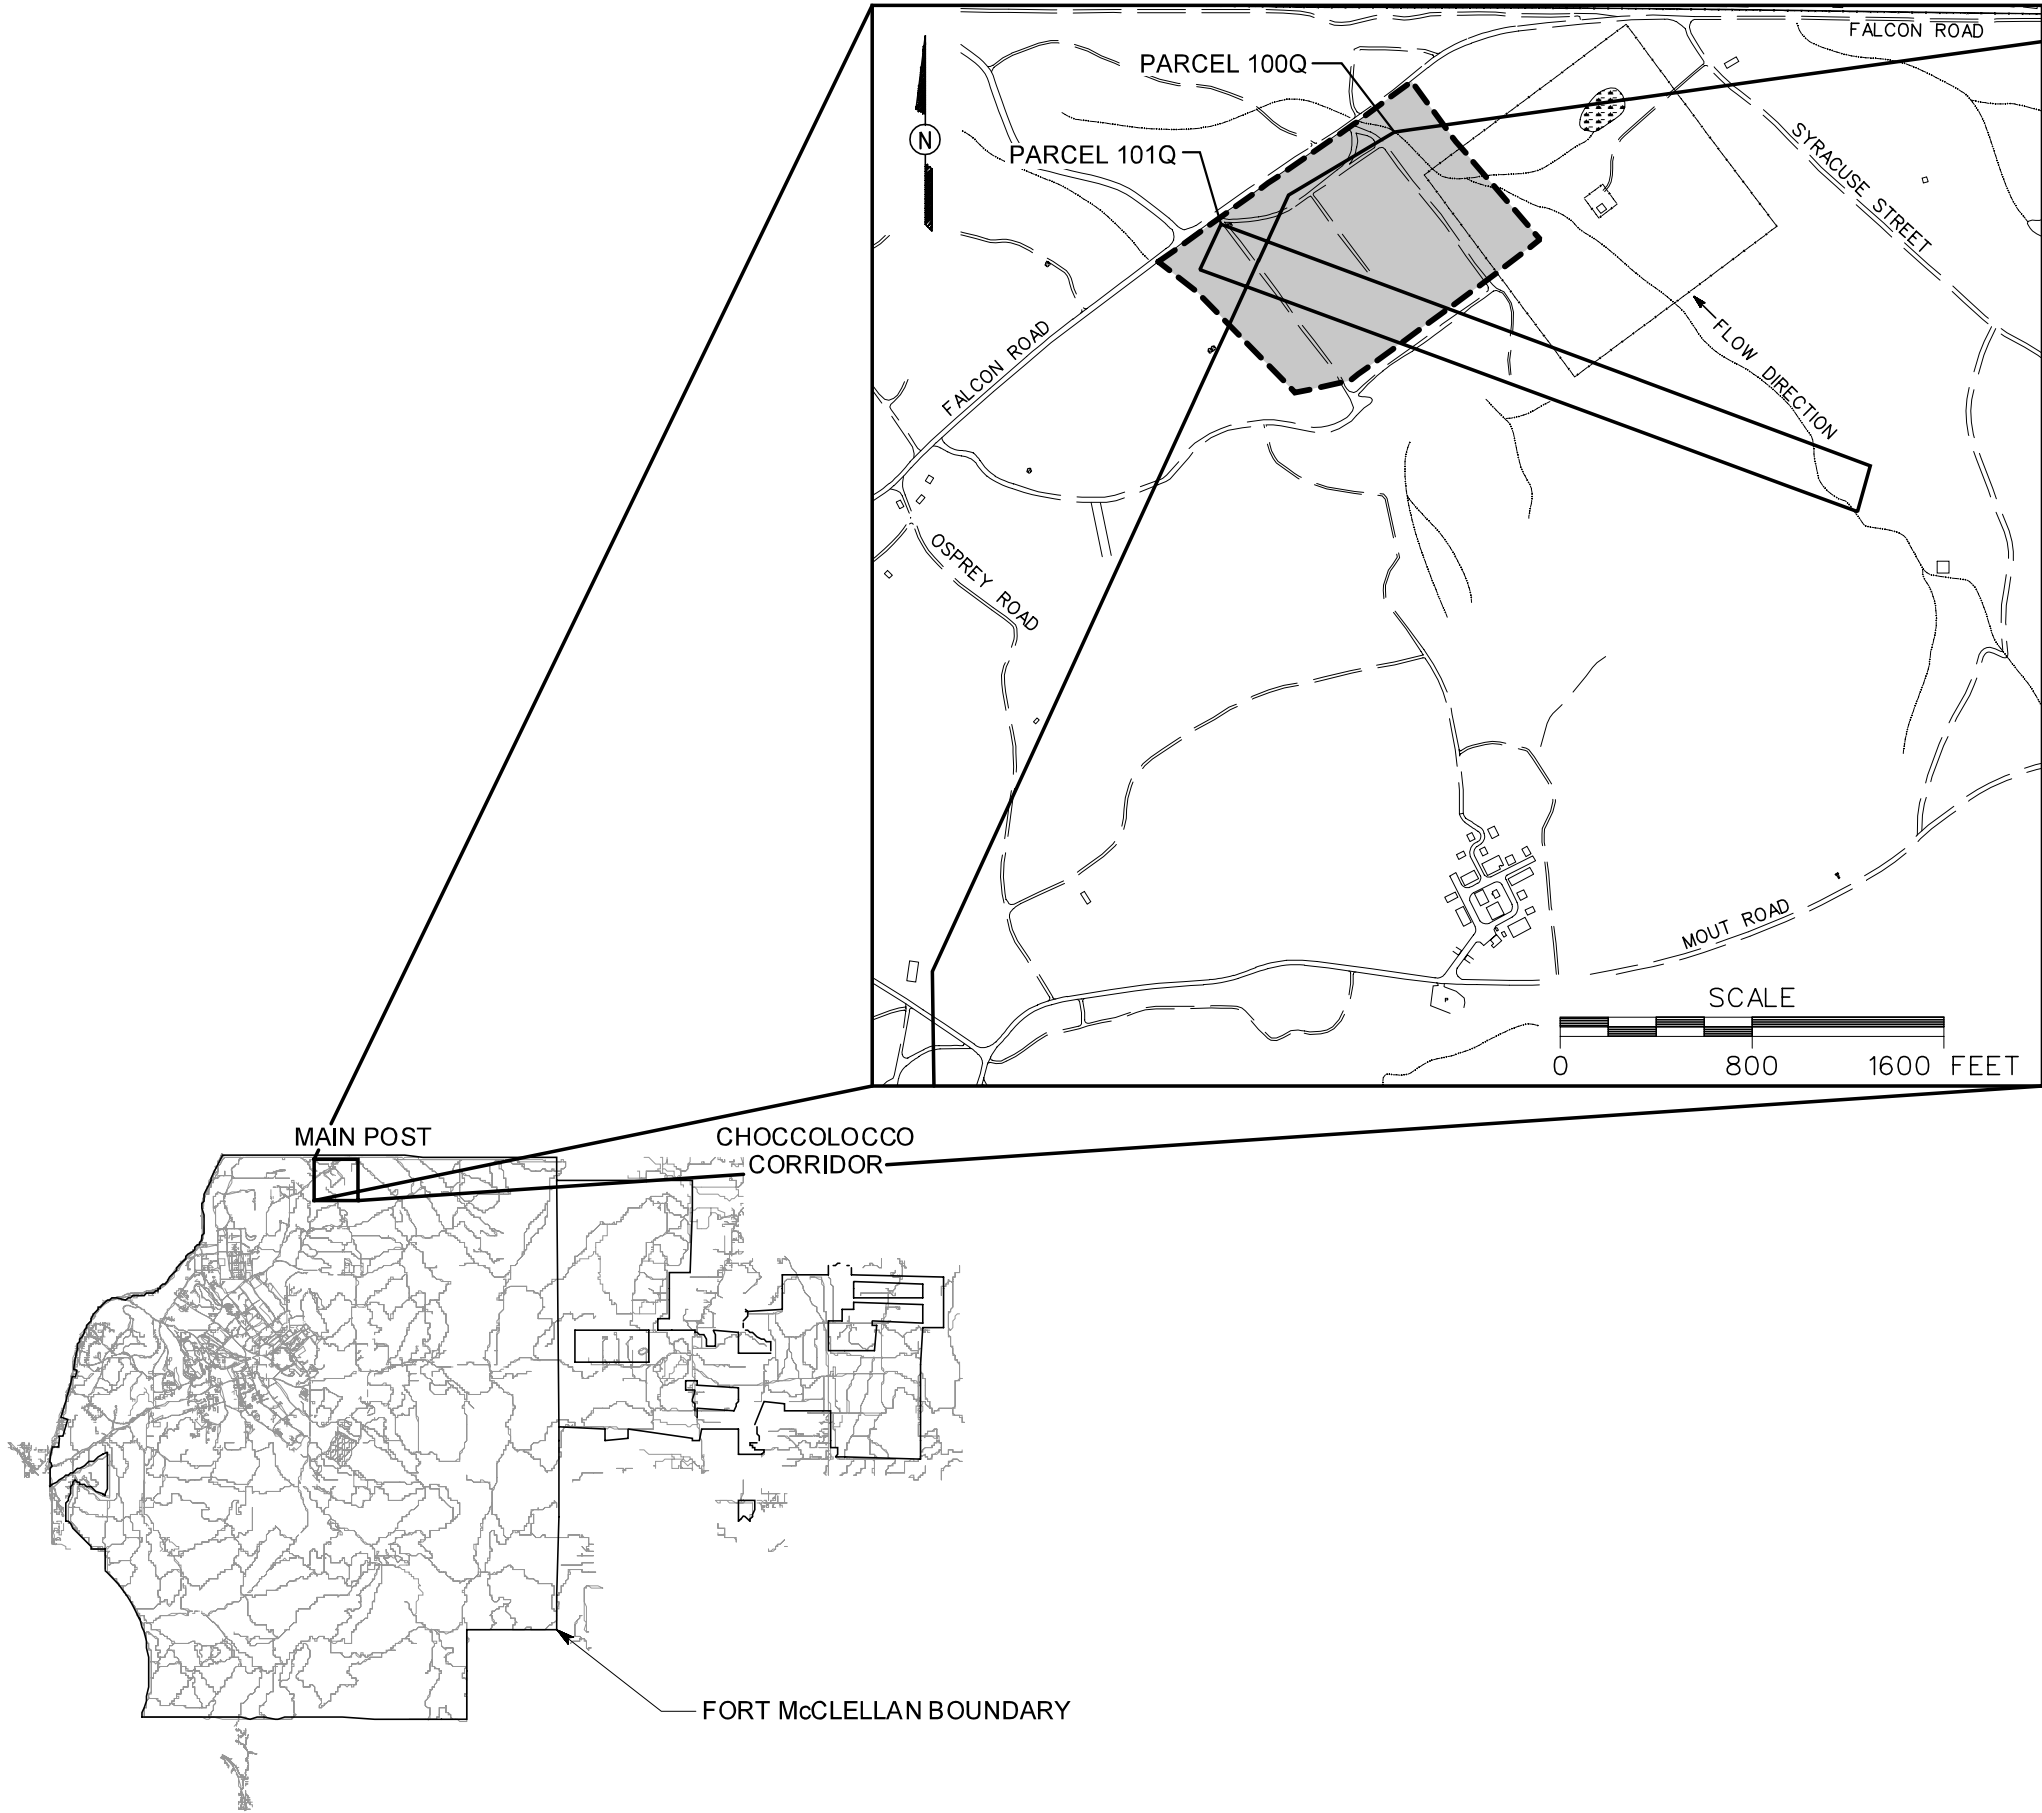 FALCON ROAD
PARCEL 100Q
N
PARCEL 101Q
SYRACUSE STREET
FLOW DIRECTION
FALCON ROAD
OSPREY ROAD
MOUT ROAD
SCALE
0 800 1600 FEET
MAIN POST
CHOCCOLOCCO
CORRIDOR
FORT McCLELLAN BOUNDARY